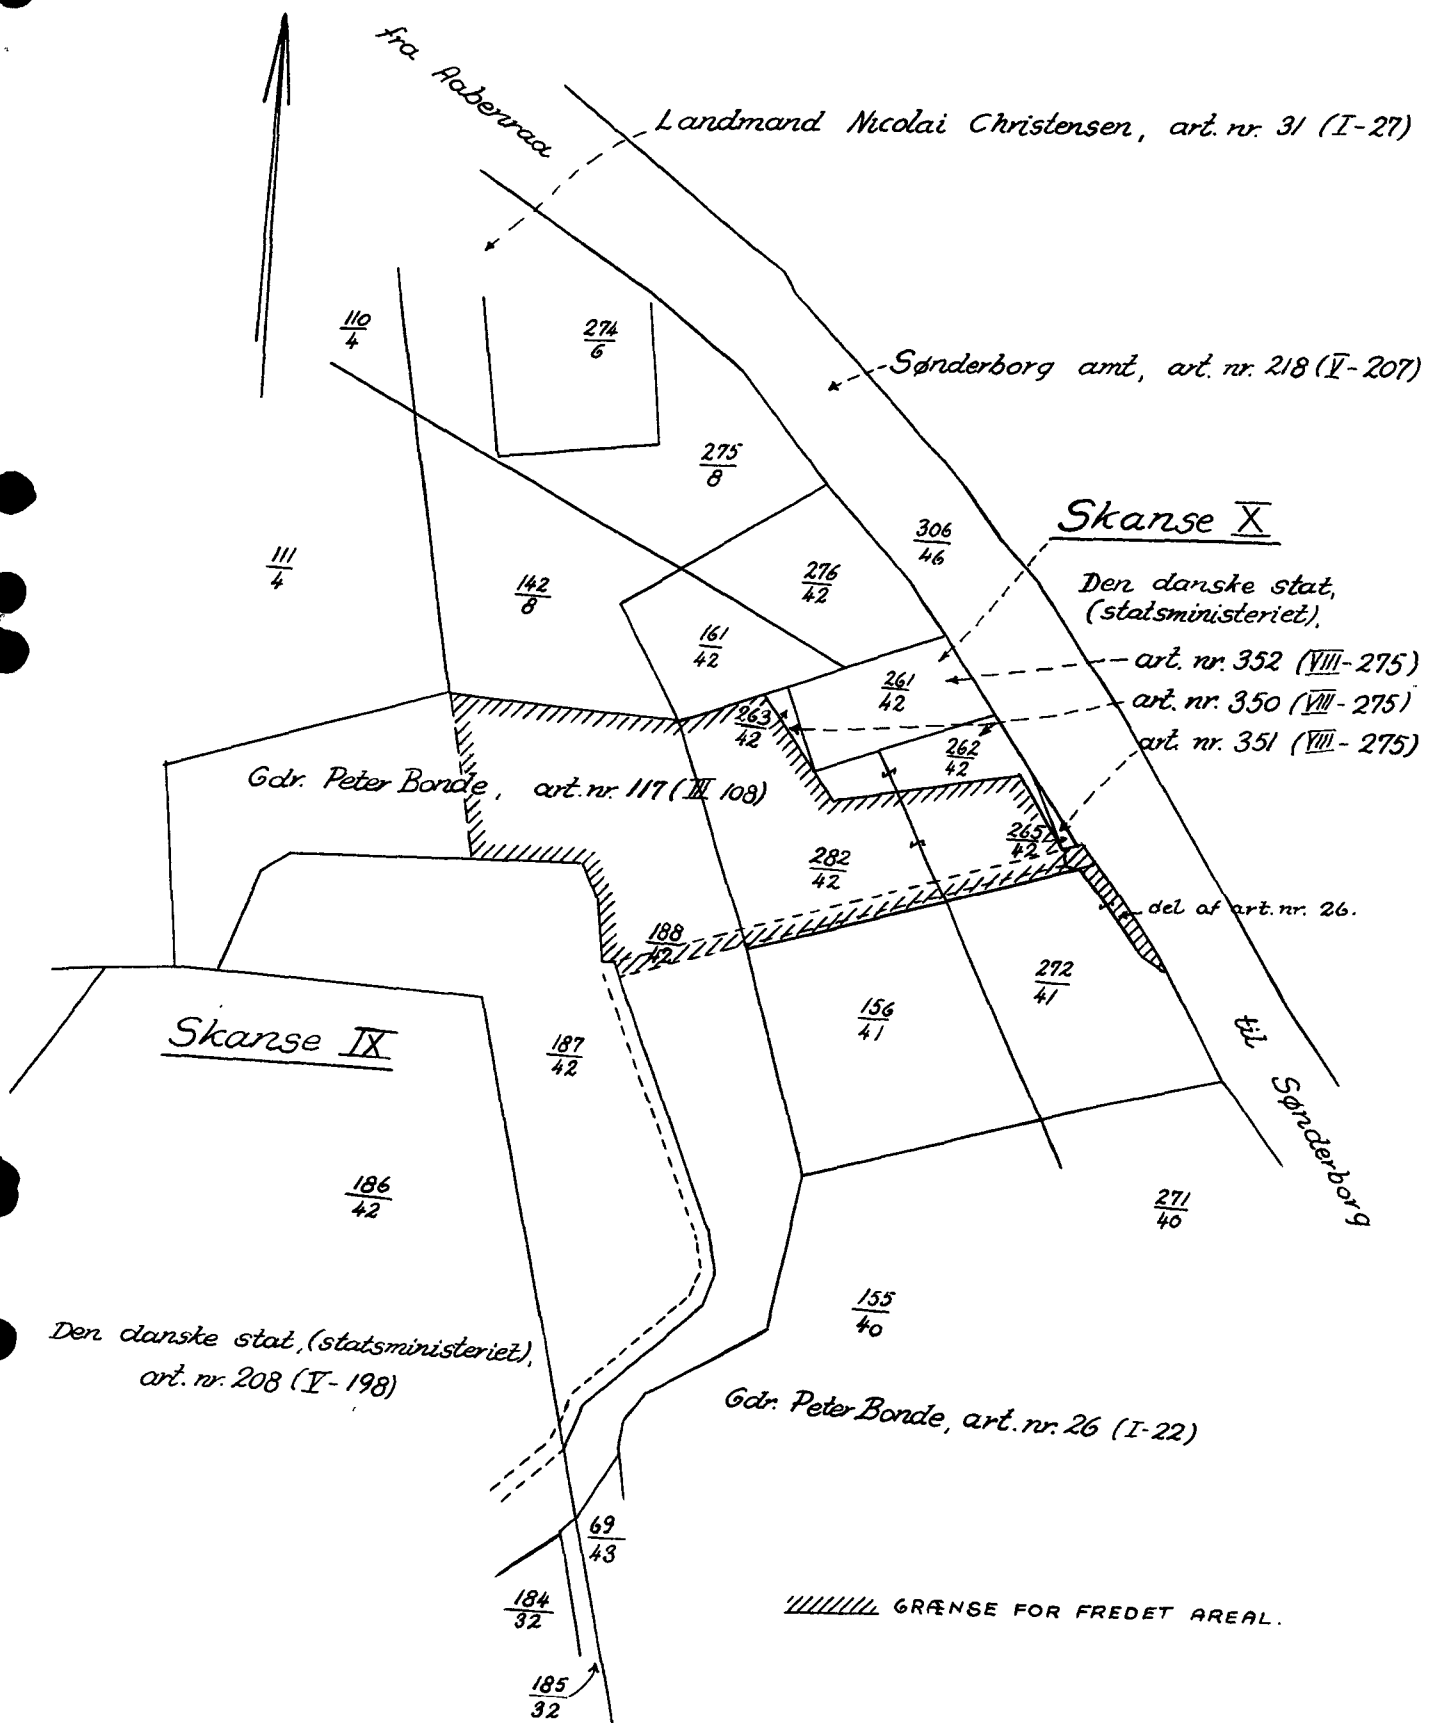 fra Aabenraa
Landmand Nicolai Christensen, art. nr. 31 (I-27)
110
4
274
6
Sønderborg amt, art. nr. 218 (V-207)
275
8
Skanse X
306
46
111
4
142
8
276
42
Den danske stat,
(statsministeriet).
161
42
art. nr. 352 (VIII-275)
261
42
art. nr. 350 (VIII-275)
263
42
262
42
art. nr. 351 (VIII-275)
Gdr. Peter Bonde, art. nr. 117 (III 108)
265
42
282
42
del af art. nr. 26.
188
42
272
41
156
41
Skanse IX
187
42
til Sønderborg
186
42
271
40
155
40
Den danske stat, (statsministeriet),
art. nr. 208 (V-198)
Gdr. Peter Bonde, art. nr. 26 (I-22)
69
43
184
32
GRÆNSE FOR FREDET AREAL.
185
32